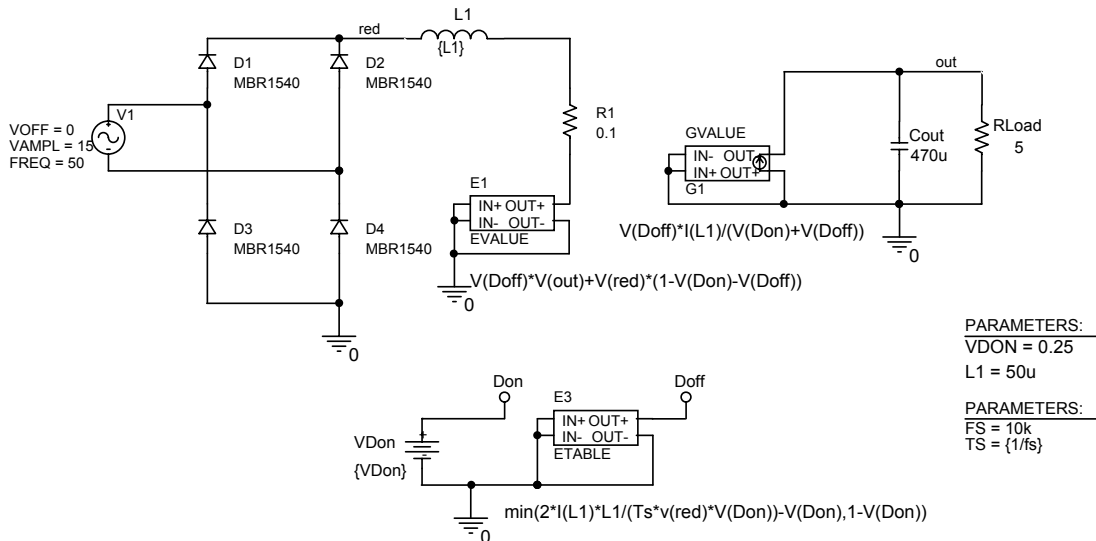 L1
red
{L1}
D1
MBR1540
D2
MBR1540
out
R1
0.1
V1
VOFF = 0
VAMPL = 15
FREQ = 50
GVALUE
IN- OUT-
IN+ OUT+
G1
Cout
470u
RLoad
5
E1
IN+ OUT+
IN- OUT-
EVALUE
D3
MBR1540
D4
MBR1540
V(Doff)*I(L1)/(V(Don)+V(Doff))
0
V(Doff)*V(out)+V(red)*(1-V(Don)-V(Doff))
0
0
PARAMETERS:
VDON = 0.25
L1 = 50u
PARAMETERS:
FS = 10k
TS = {1/fs}
Don
Doff
E3
IN+ OUT+
IN- OUT-
ETABLE
VDon
+
-
{VDon}
min(2*I(L1)*L1/(Ts*v(red)*V(Don))-V(Don),1-V(Don))
0